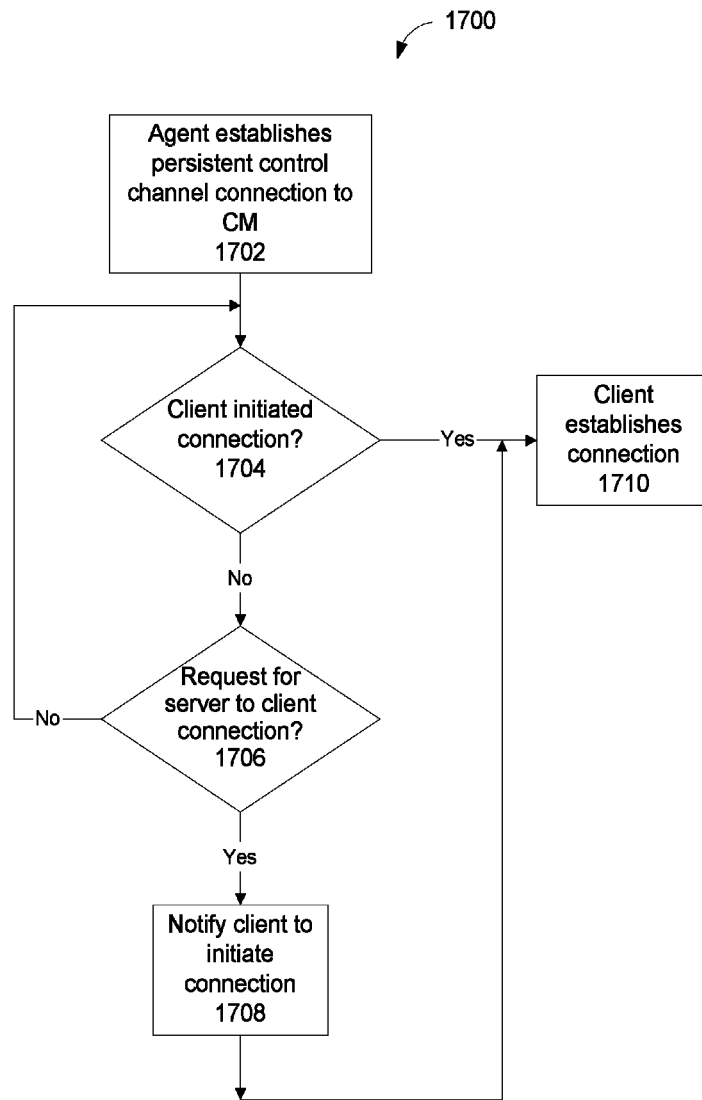 1700
Agent establishes
persistent control
channel connection to
CM
1702
Client initiated
connection?
1704
Yes
Client
establishes
connection
1710
No
Request for
server to client
connection?
1706
No
Yes
Notify client to
initiate
connection
1708